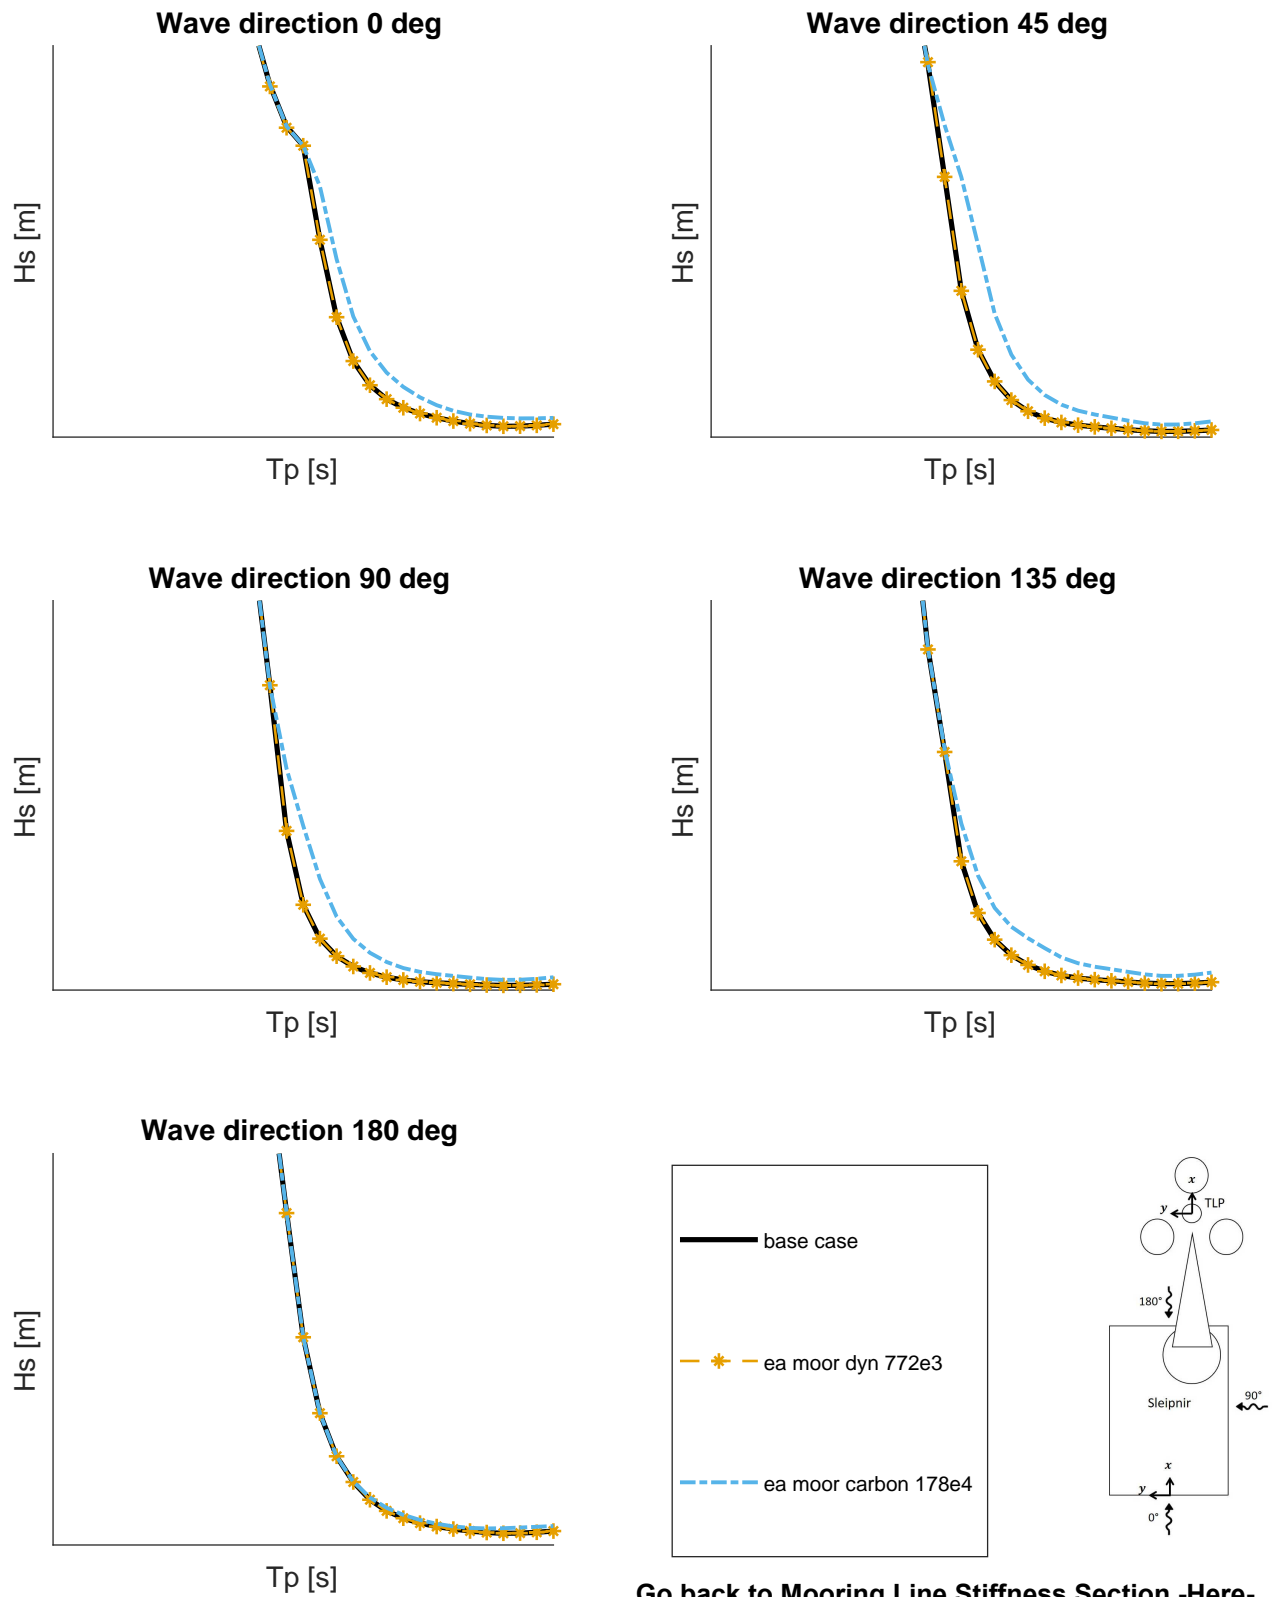 Wave direction 0 deg
Hs [m]
Tp [s]
Wave direction 45 deg
Hs [m]
Tp [s]
Wave direction 90 deg
Hs [m]
Tp [s]
Wave direction 135 deg
Hs [m]
Tp [s]
Wave direction 180 deg
Hs [m]
Tp [s]
base case
ea moor dyn 772e3
ea moor carbon 178e4
x
TLP
y
180°
90°
Sleipnir
x
y
0°
Go back to Mooring Line Stiffness Section -Here-